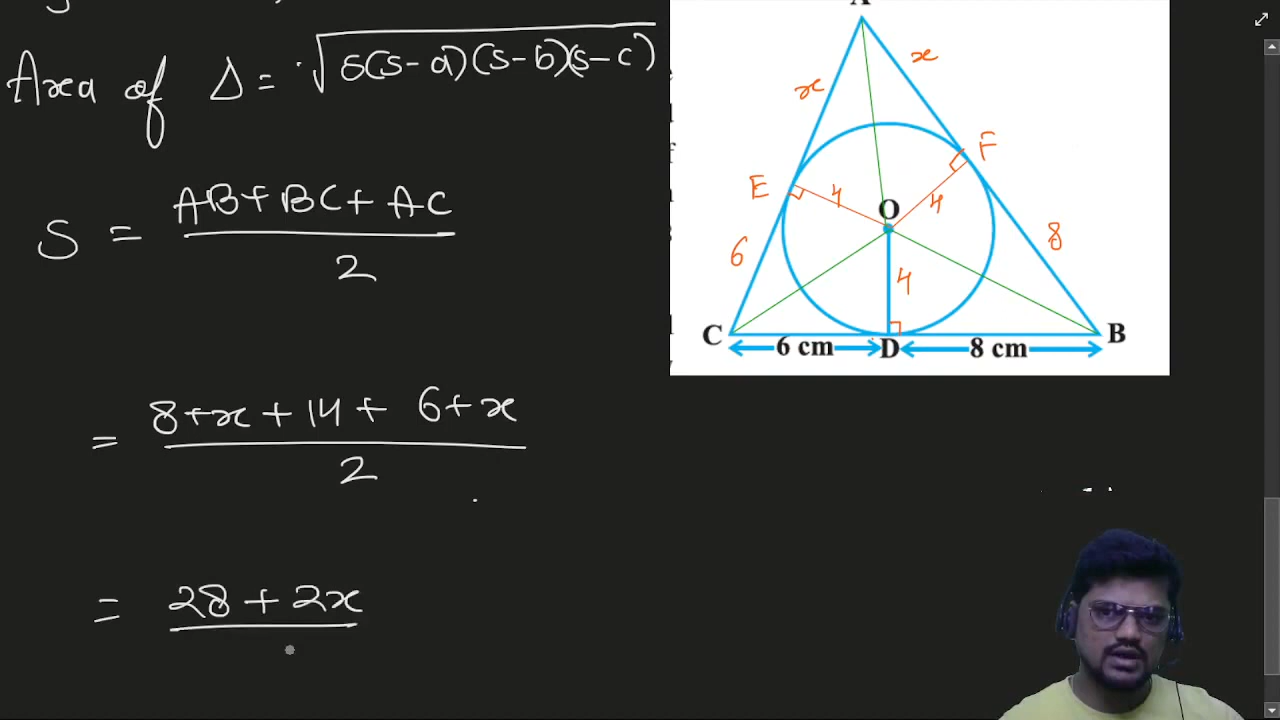 Area of Δ = √s(s-a)(s-b)(s-c)
S = AB+BC+AC
2
= 8+x+14+6+x
2
= 28+2x
A
x
x
F
E
4
4
O
6
8
4
C
B
6 cm
D
8 cm